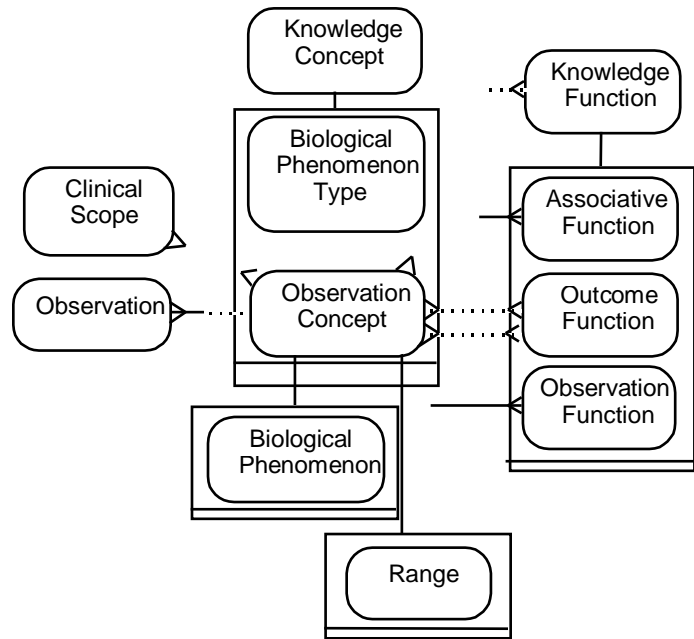 Knowledge
Concept
Knowledge
Function
Biological
Phenomenon
Type
Clinical
Scope
Associative
Function
Observation
Observation
Concept
Outcome
Function
Observation
Function
Biological
Phenomenon
Range